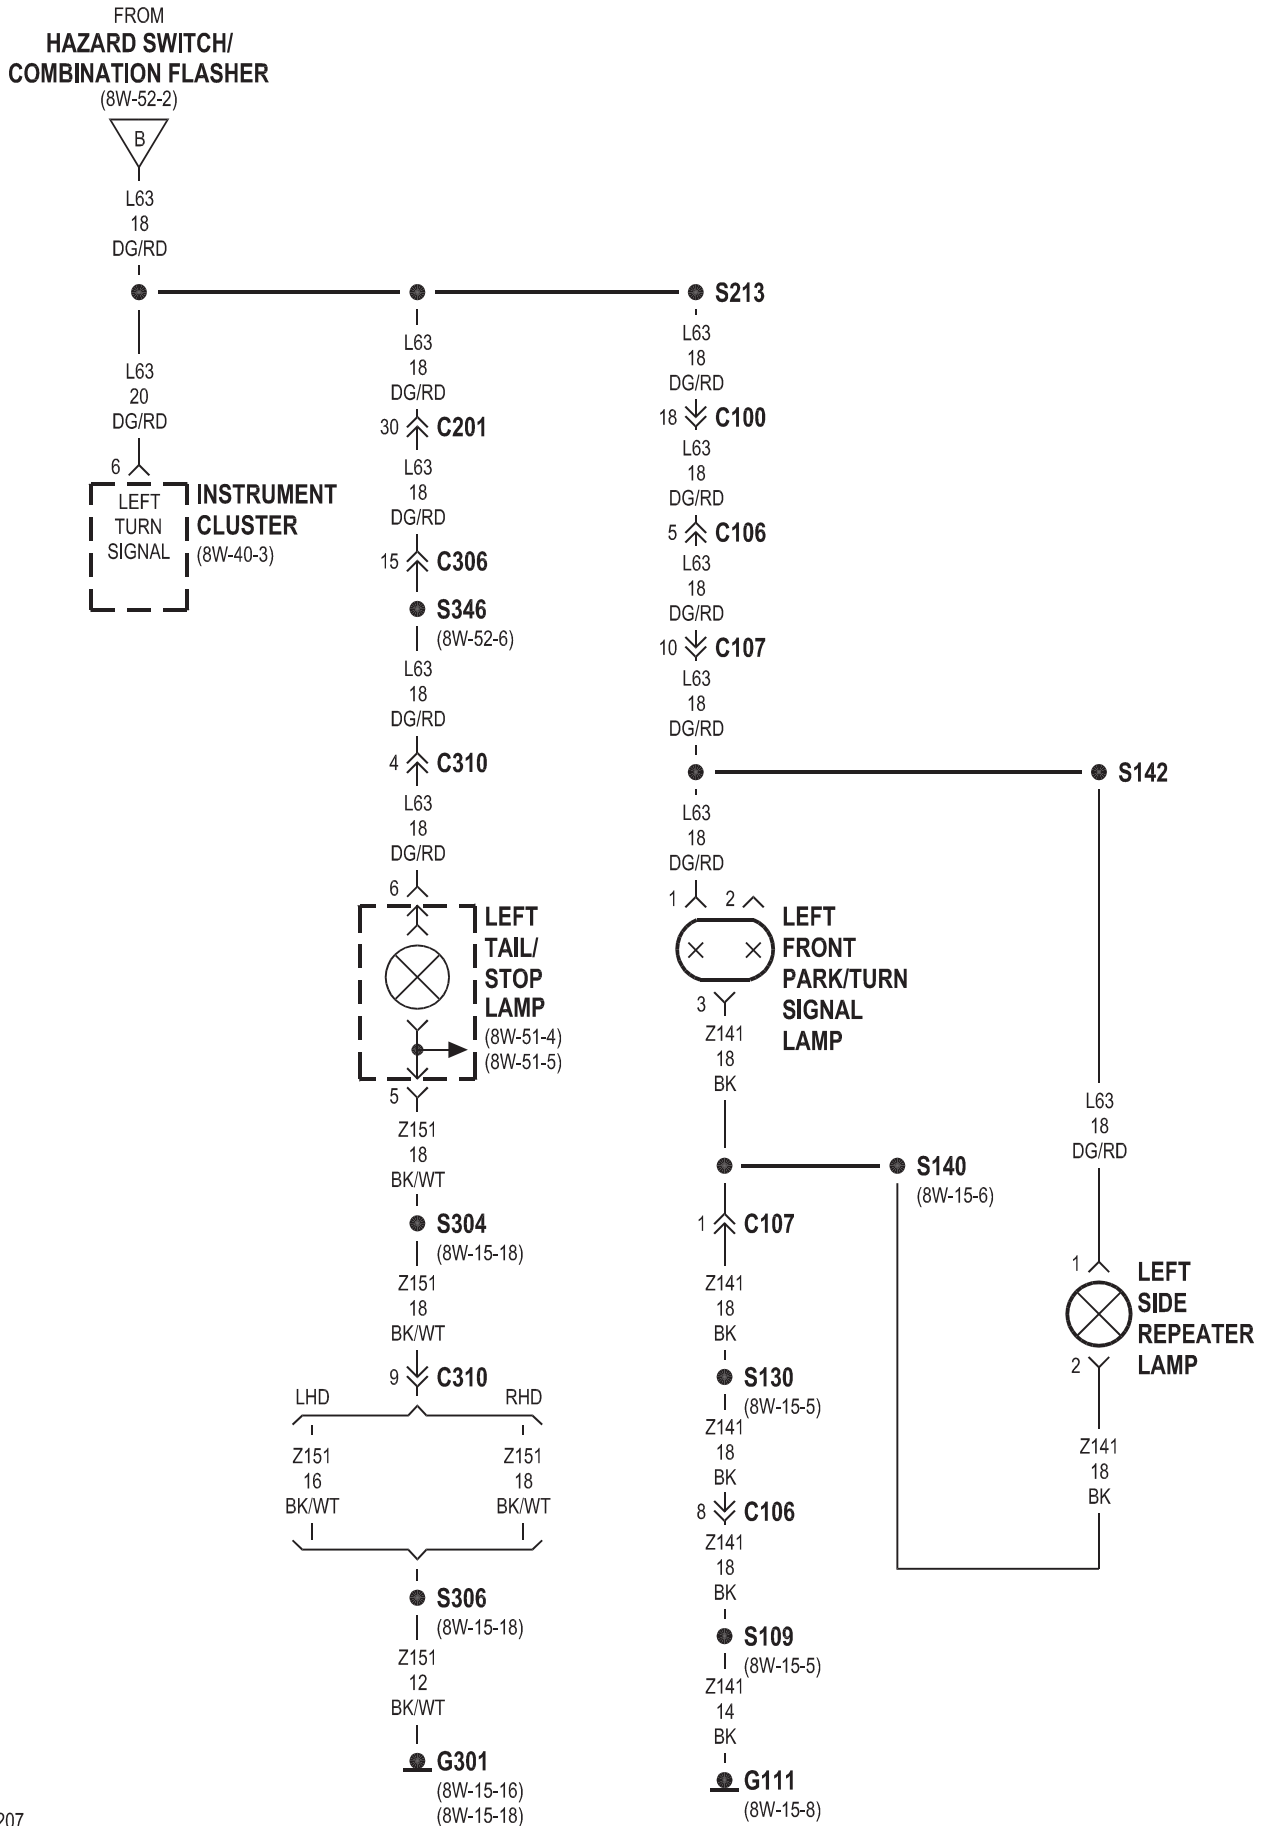 FROM
HAZARD SWITCH/
COMBINATION FLASHER
(8W-52-2)
B
L63
18
DG/RD
S213
L63
20
DG/RD
6
LEFT
TURN
SIGNAL
INSTRUMENT
CLUSTER
(8W-40-3)
L63
18
DG/RD
30
C201
L63
18
DG/RD
15
C306
S346
(8W-52-6)
L63
18
DG/RD
4
C310
L63
18
DG/RD
6
LEFT
TAIL/
STOP
LAMP
(8W-51-4)
(8W-51-5)
5
Z151
18
BK/WT
S304
(8W-15-18)
Z151
18
BK/WT
9
C310
LHD
RHD
Z151
16
BK/WT
Z151
18
BK/WT
S306
(8W-15-18)
Z151
12
BK/WT
G301
(8W-15-16)
(8W-15-18)
L63
18
DG/RD
18
C100
L63
18
DG/RD
5
C106
L63
18
DG/RD
10
C107
L63
18
DG/RD
S142
L63
18
DG/RD
1
2
LEFT
FRONT
PARK/TURN
SIGNAL
LAMP
3
Z141
18
BK
S140
(8W-15-6)
1
C107
Z141
18
BK
S130
(8W-15-5)
Z141
18
BK
8
C106
Z141
18
BK
S109
(8W-15-5)
Z141
14
BK
G111
(8W-15-8)
L63
18
DG/RD
1
LEFT
SIDE
REPEATER
LAMP
2
Z141
18
BK
207